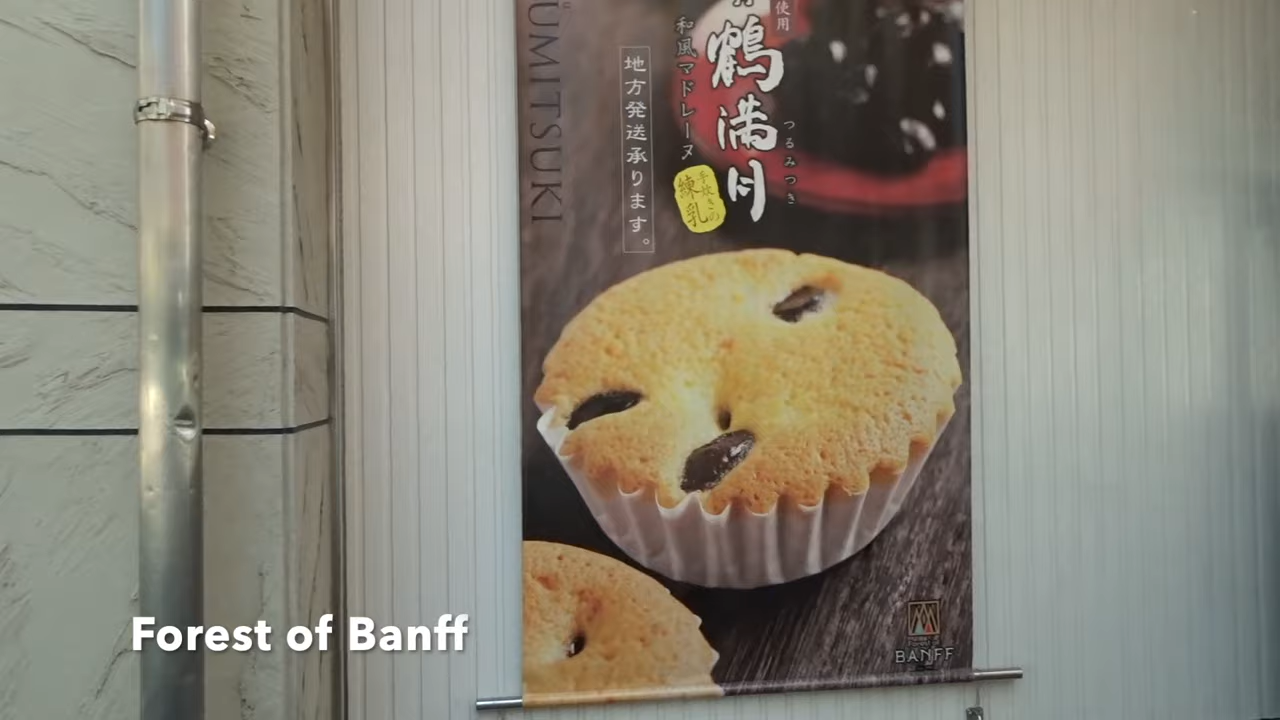 使用
鶴満月
つるみつき
和風マドレーヌ
手炊きの
練乳
地方発送承ります。
UMITSUKI
BANFF
Forest of Banff